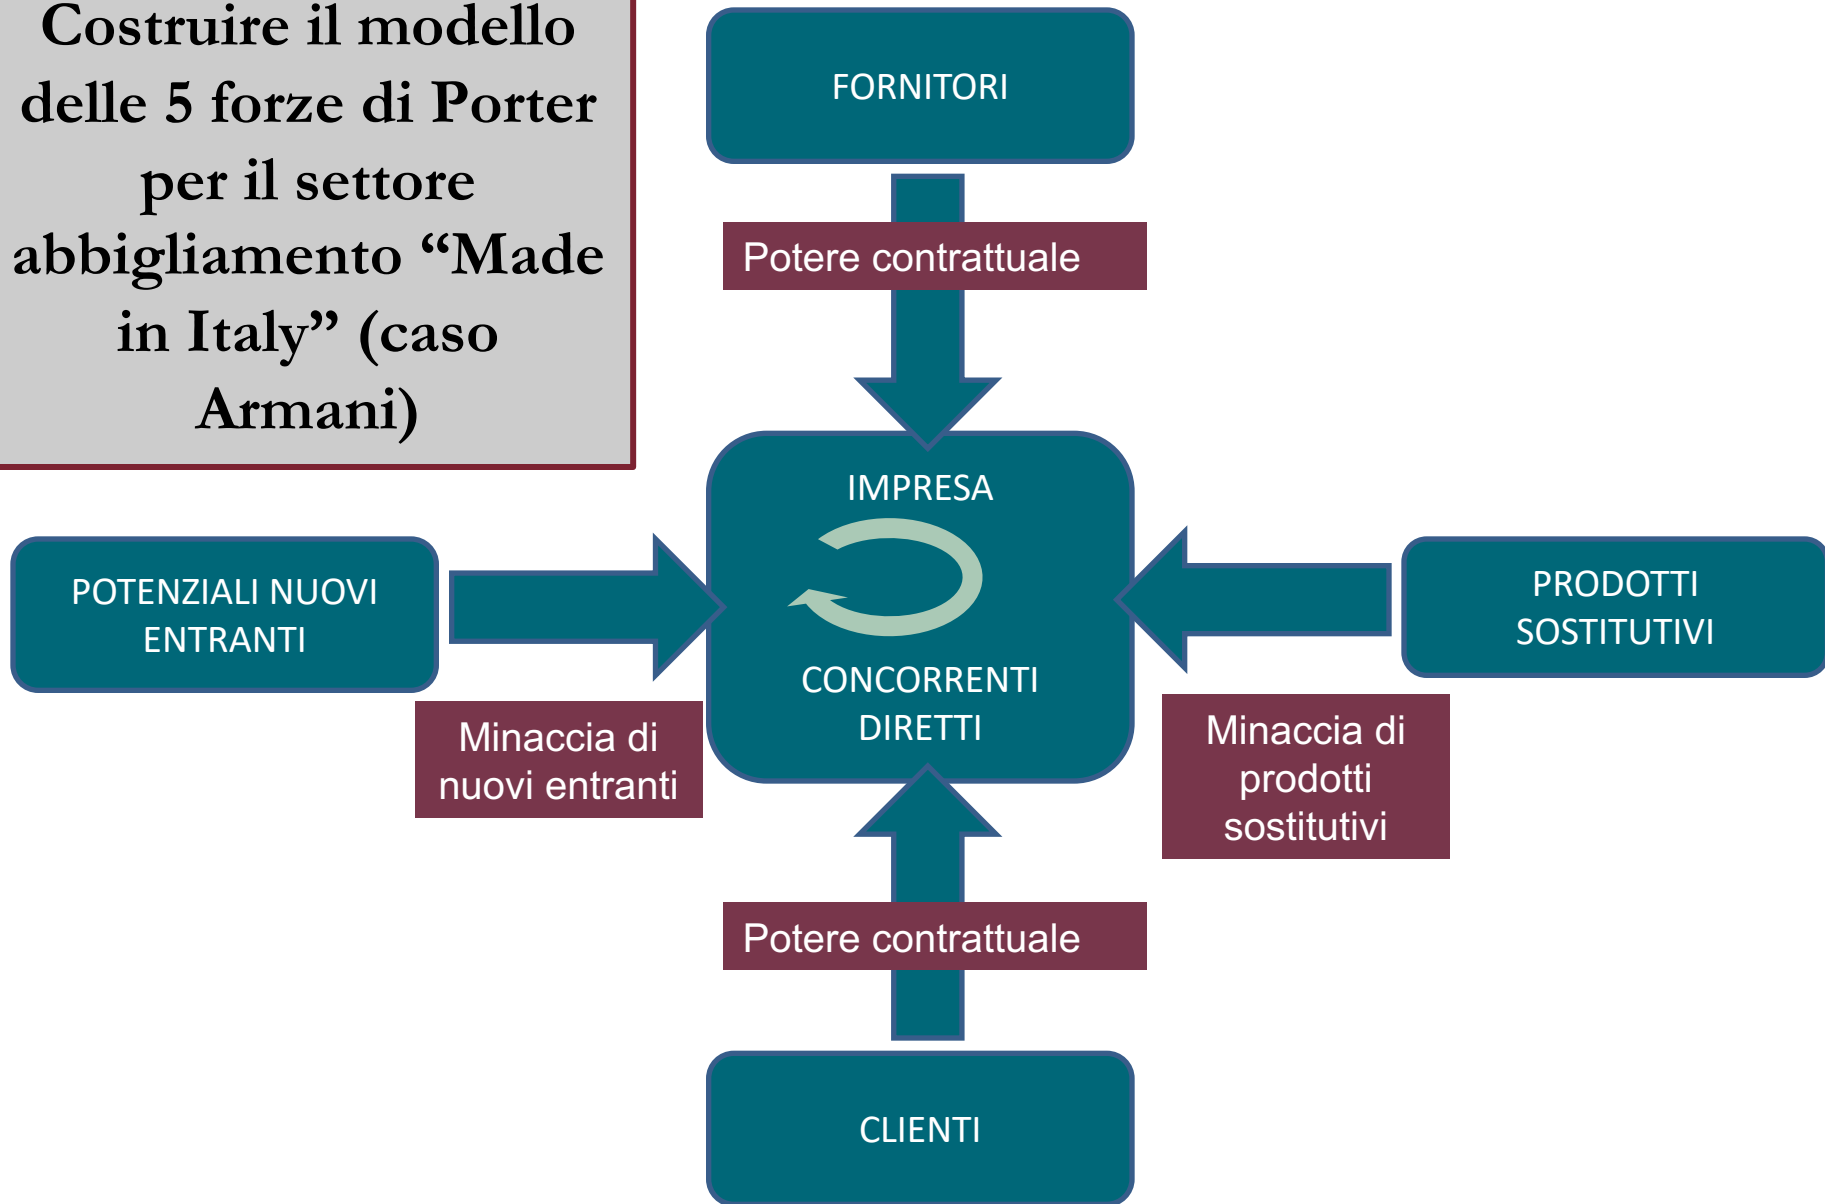 Costruire il modello
delle 5 forze di Porter
per il settore
abbigliamento “Made
in Italy” (caso
Armani)
FORNITORI
Potere contrattuale
IMPRESA
CONCORRENTI
DIRETTI
POTENZIALI NUOVI
ENTRANTI
Minaccia di
nuovi entranti
PRODOTTI
SOSTITUTIVI
Minaccia di
prodotti
sostitutivi
Potere contrattuale
CLIENTI